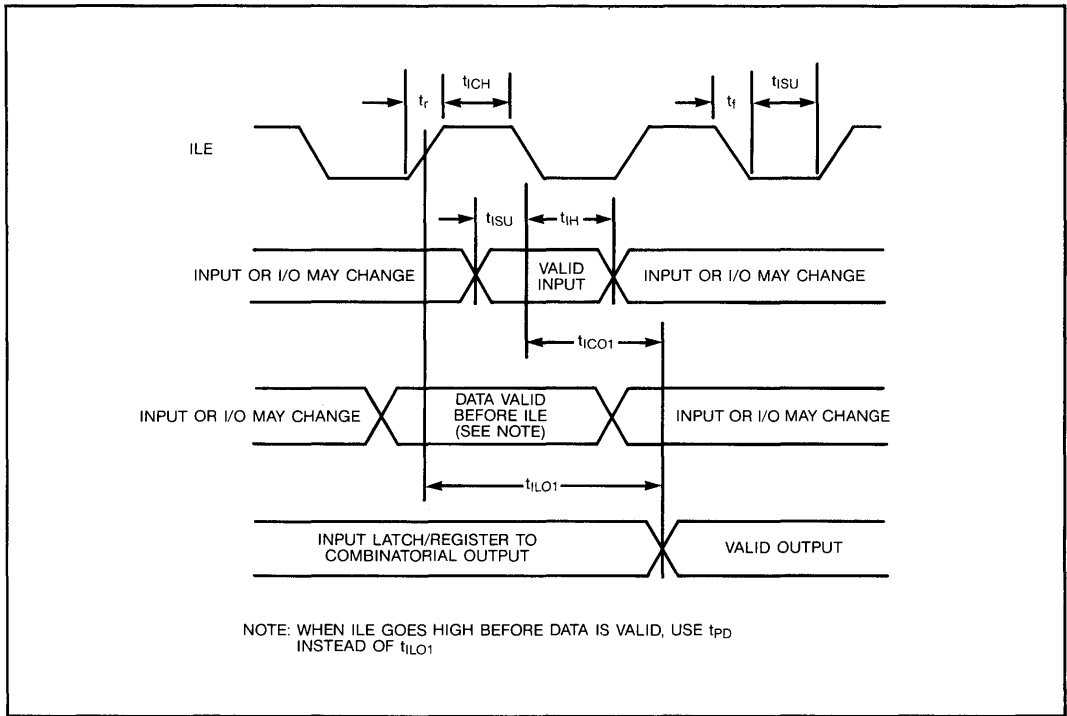 tr
tICH
tf
tISU
ILE
tISU
tIH
INPUT OR I/O MAY CHANGE
VALID
INPUT
INPUT OR I/O MAY CHANGE
tICO1
INPUT OR I/O MAY CHANGE
DATA VALID
BEFORE ILE
(SEE NOTE)
INPUT OR I/O MAY CHANGE
tILO1
INPUT LATCH/REGISTER TO
COMBINATORIAL OUTPUT
VALID OUTPUT
NOTE: WHEN ILE GOES HIGH BEFORE DATA IS VALID, USE tPD
INSTEAD OF tILO1